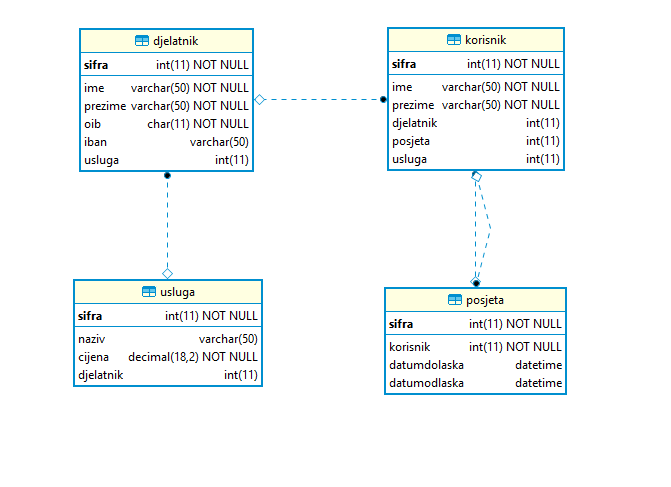 djelatnik
sifra int(11) NOT NULL
ime varchar(50) NOT NULL
prezime varchar(50) NOT NULL
oib char(11) NOT NULL
iban varchar(50)
usluga int(11)
korisnik
sifra int(11) NOT NULL
ime varchar(50) NOT NULL
prezime varchar(50) NOT NULL
djelatnik int(11)
posjeta int(11)
usluga int(11)
usluga
sifra int(11) NOT NULL
naziv varchar(50)
cijena decimal(18,2) NOT NULL
djelatnik int(11)
posjeta
sifra int(11) NOT NULL
korisnik int(11) NOT NULL
datumdolaska datetime
datumodlaska datetime